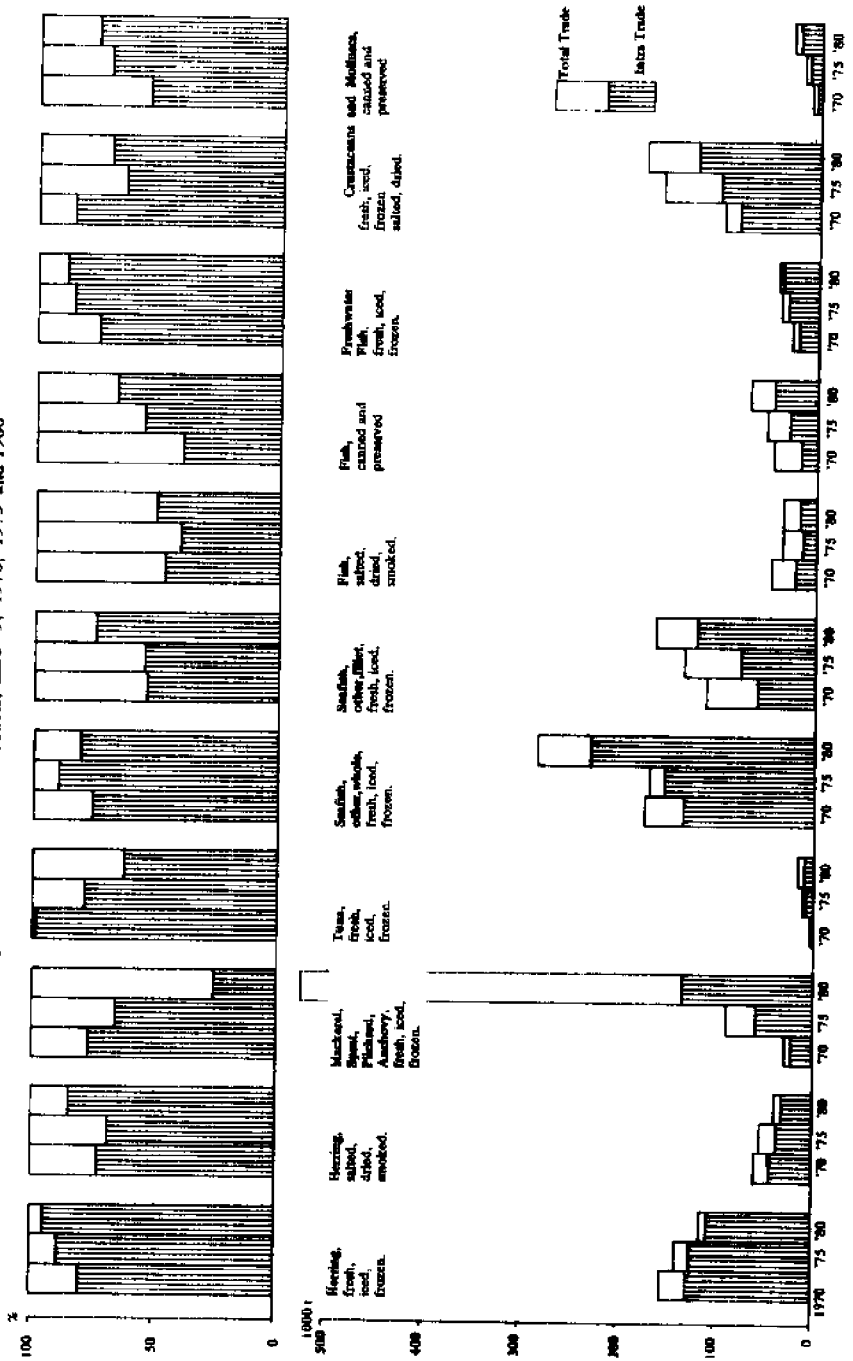 1970, 1975 and 1980
%
100
50
0
Herring,
fresh,
iced,
frozen.
Herring,
salted,
dried,
smoked.
Mackerel,
Sprat,
Pilchard,
Anchovy,
fresh, iced,
frozen.
Tuna,
fresh,
iced,
frozen.
Seafish,
other, whole,
fresh, iced,
frozen.
Seafish,
other, fillet,
fresh, iced,
frozen.
Fish,
salted,
dried,
smoked.
Fish,
canned and
preserved
Freshwater
Fish,
fresh, iced,
frozen.
Crustaceans and Molluscs,
fresh, iced,
frozen
salted, dried.
canned and
preserved
Total Trade
Intra Trade
1000 t
500
400
300
200
100
0
1970 '75 '80
'70 '75 '80
'70 '75 '80
'70 '75 '80
'70 '75 '80
'70 '75 '80
'70 '75 '80
'70 '75 '80
'70 '75 '80
'70 '75 '80
'70 '75 '80